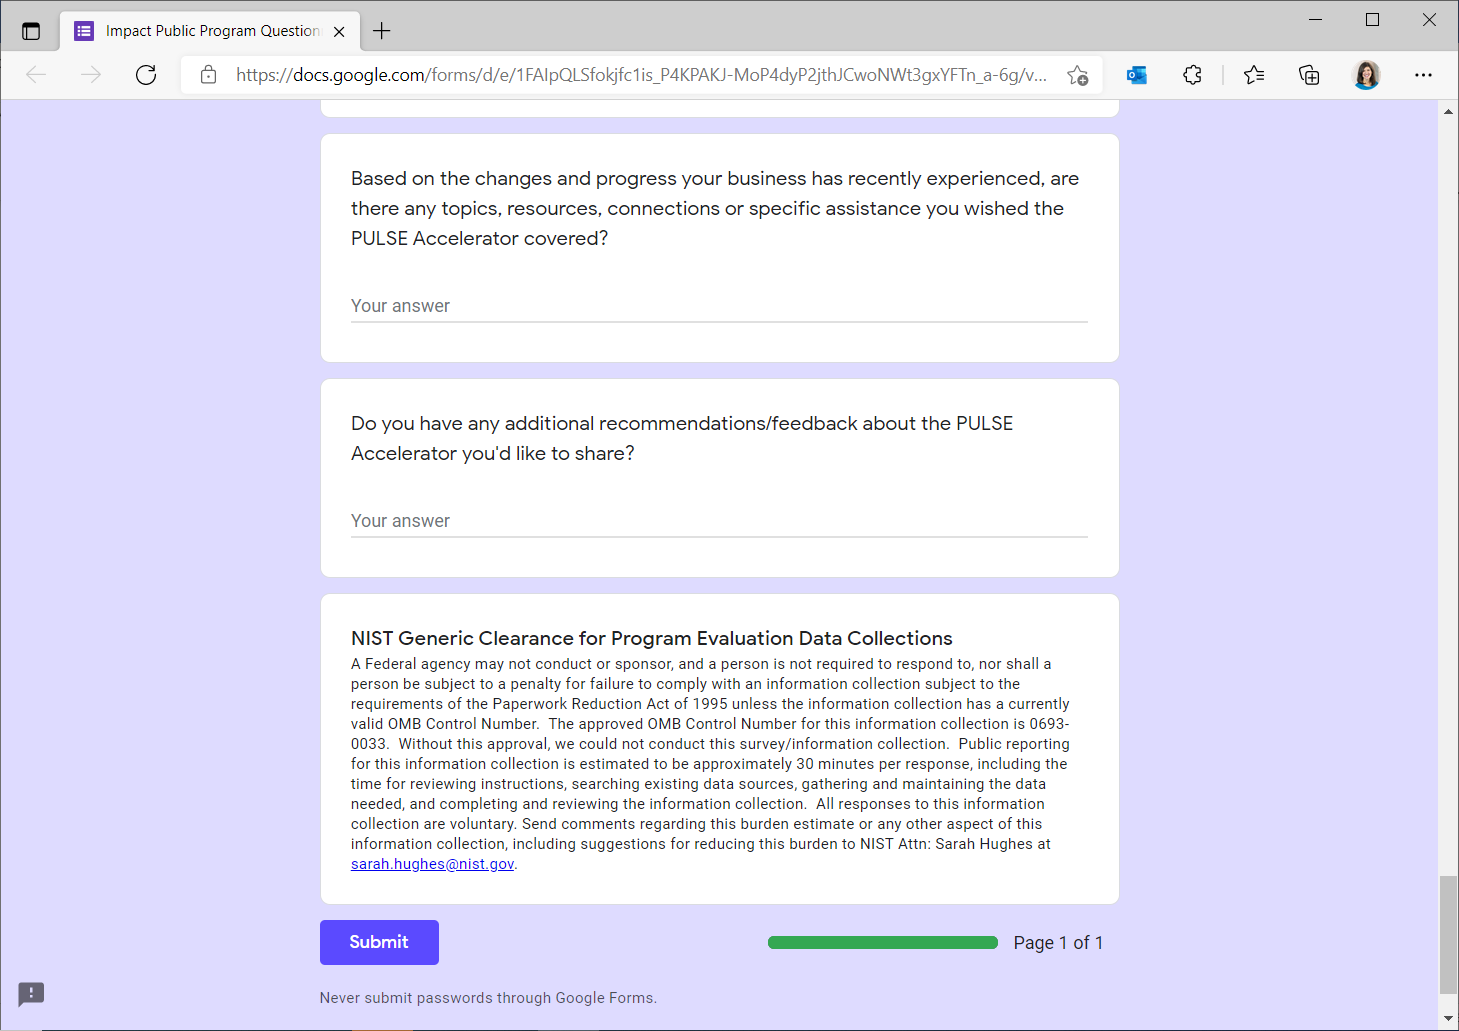 Impact Public Program Question
https://docs.google.com/forms/d/e/1FAIpQLSfokjfc1is_P4KPAKJ-MoP4dyP2jthJCwoNWt3gxYFTn_a-6g/v...
Based on the changes and progress your business has recently experienced, are
there any topics, resources, connections or specific assistance you wished the
PULSE Accelerator covered?
Your answer
Do you have any additional recommendations/feedback about the PULSE
Accelerator you'd like to share?
Your answer
NIST Generic Clearance for Program Evaluation Data Collections
A Federal agency may not conduct or sponsor, and a person is not required to respond to, nor shall a
person be subject to a penalty for failure to comply with an information collection subject to the
requirements of the Paperwork Reduction Act of 1995 unless the information collection has a currently
valid OMB Control Number.  The approved OMB Control Number for this information collection is 0693-
0033.  Without this approval, we could not conduct this survey/information collection.  Public reporting
for this information collection is estimated to be approximately 30 minutes per response, including the
time for reviewing instructions, searching existing data sources, gathering and maintaining the data
needed, and completing and reviewing the information collection.  All responses to this information
collection are voluntary. Send comments regarding this burden estimate or any other aspect of this
information collection, including suggestions for reducing this burden to NIST Attn: Sarah Hughes at
sarah.hughes@nist.gov.
Submit
Page 1 of 1
Never submit passwords through Google Forms.